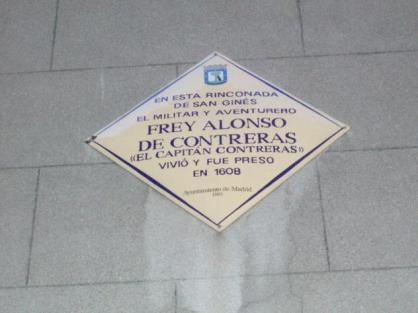 EN ESTA RINCONADA
DE SAN GINÉS
EL MILITAR Y AVENTURERO
FREY ALONSO
DE CONTRERAS
«EL CAPITÁN CONTRERAS»
VIVIÓ Y FUE PRESO
EN 1608
Ayuntamiento de Madrid